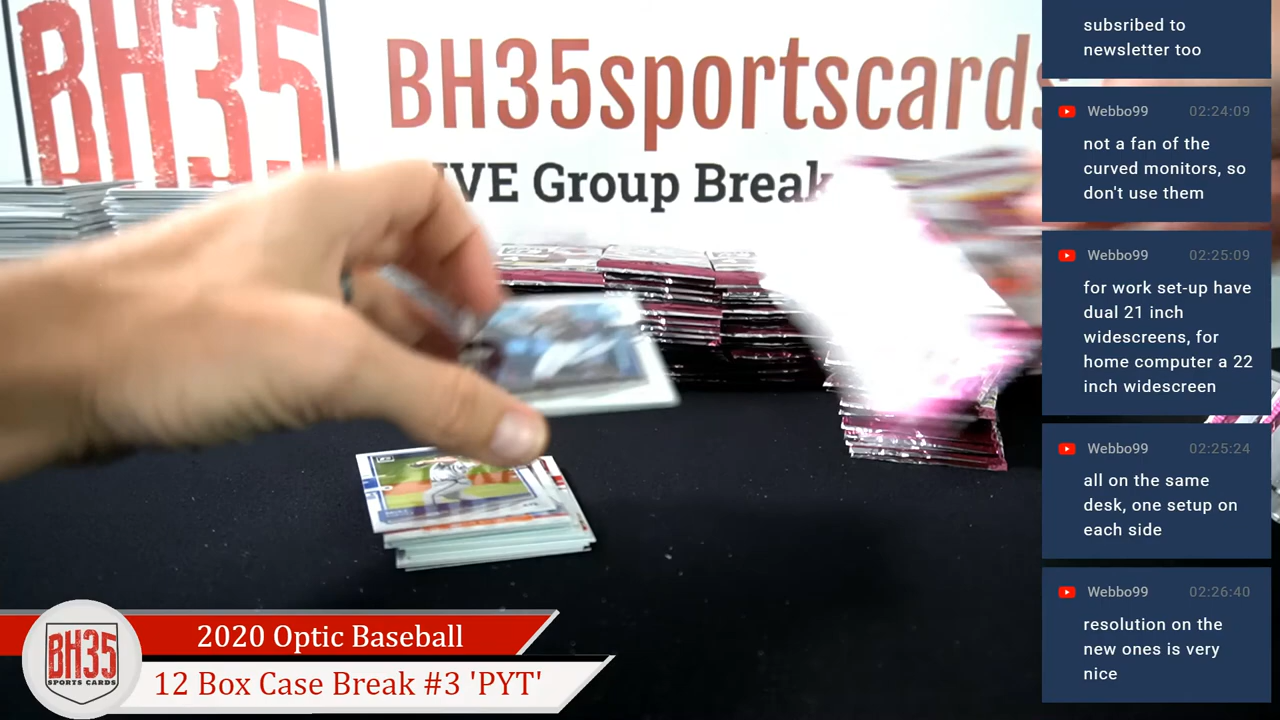 BH35
BH35sportscards
LIVE Group Break
subsribed to
newsletter too
Webbo99 02:24:09
not a fan of the
curved monitors, so
don't use them
Webbo99 02:25:09
for work set-up have
dual 21 inch
widescreens, for
home computer a 22
inch widescreen
Webbo99 02:25:24
all on the same
desk, one setup on
each side
Webbo99 02:26:40
resolution on the
new ones is very
nice
2020 Optic Baseball
12 Box Case Break #3 'PYT'
BH35
SPORTS CARDS